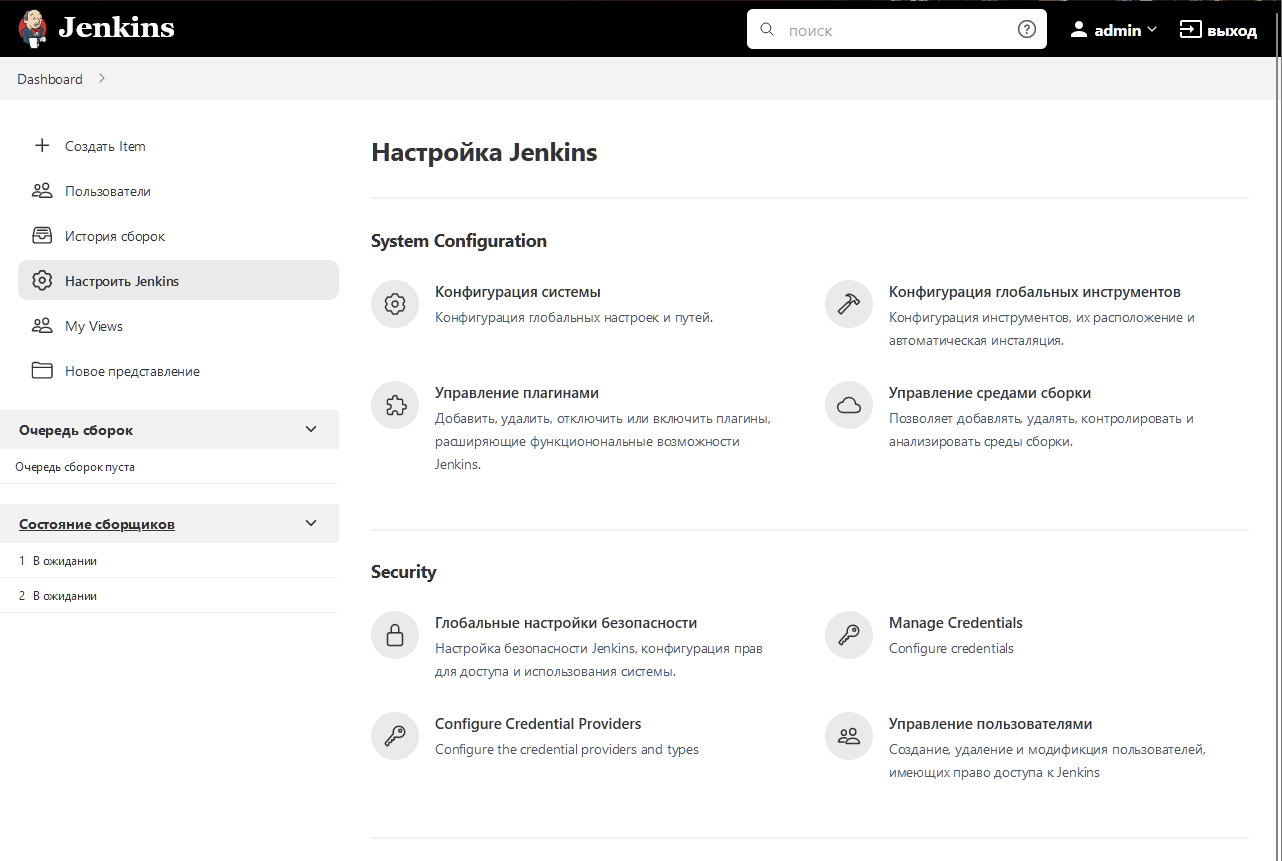 Jenkins
поиск
admin
выход
Dashboard
Создать Item
Пользователи
История сборок
Настроить Jenkins
My Views
Новое представление
Очередь сборок
Очередь сборок пуста
Состояние сборщиков
1 В ожидании
2 В ожидании
Настройка Jenkins
System Configuration
Конфигурация системы
Конфигурация глобальных настроек и путей.
Конфигурация глобальных инструментов
Конфигурация инструментов, их расположение и
автоматическая инсталяция.
Управление плагинами
Добавить, удалить, отключить или включить плагины,
расширяющие функционональные возможности
Jenkins.
Управление средами сборки
Позволяет добавлять, удалять, контролировать и
анализировать среды сборки.
Security
Глобальные настройки безопасности
Настройка безопасности Jenkins, конфигурация прав
для доступа и использования системы.
Manage Credentials
Configure credentials
Configure Credential Providers
Configure the credential providers and types
Управление пользователями
Создание, удаление и модификция пользователей,
имеющих право доступа к Jenkins